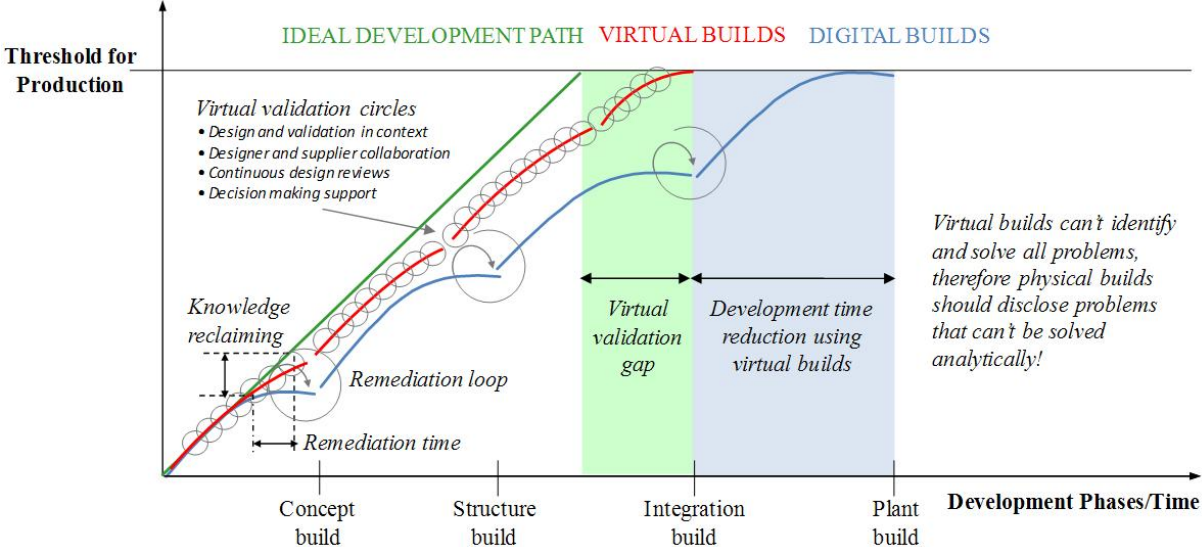 IDEAL DEVELOPMENT PATH VIRTUAL BUILDS DIGITAL BUILDS
Threshold for
Production
Virtual validation circles
• Design and validation in context
• Designer and supplier collaboration
• Continuous design reviews
• Decision making support
Knowledge
reclaiming
Remediation loop
Remediation time
Virtual
validation
gap
Development time
reduction using
virtual builds
Virtual builds can't identify
and solve all problems,
therefore physical builds
should disclose problems
that can't be solved
analytically!
Concept
build
Structure
build
Integration
build
Plant
build
Development Phases/Time